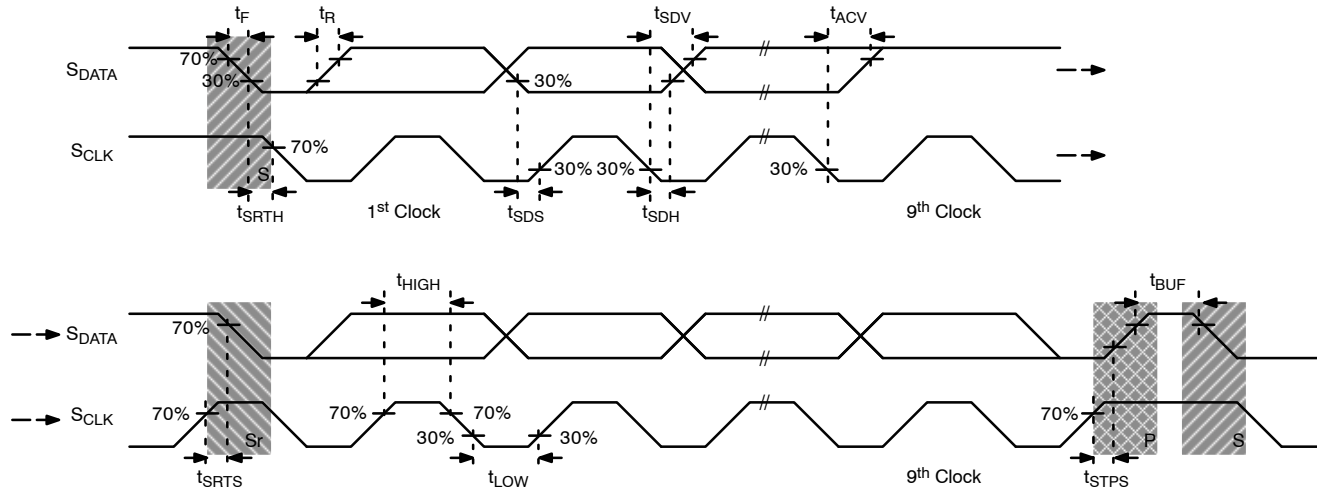 tF tR tSDV tACV
70%
SDATA 30% 30%
SCLK 70%
30% 30% 30%
S
tSRTH 1st Clock tSDS tSDH 9th Clock
tHIGH tBUF
SDATA 70%
SCLK 70% 70% 70% 70%
30% 30%
Sr P S
tSRTS tLOW 9th Clock tSTPS